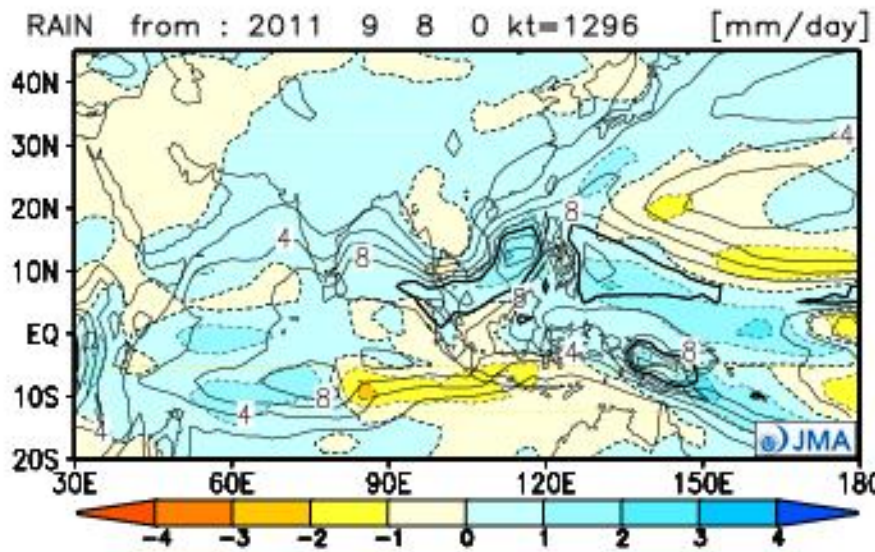 RAIN from : 2011 9 8 0 kt=1296 [mm/day]
40N
30N
20N
10N
EQ
10S
20S
4
4
8
8
8
4
8
8
4
4
JMA
30E 60E 90E 120E 150E 180
-4 -3 -2 -1 0 1 2 3 4